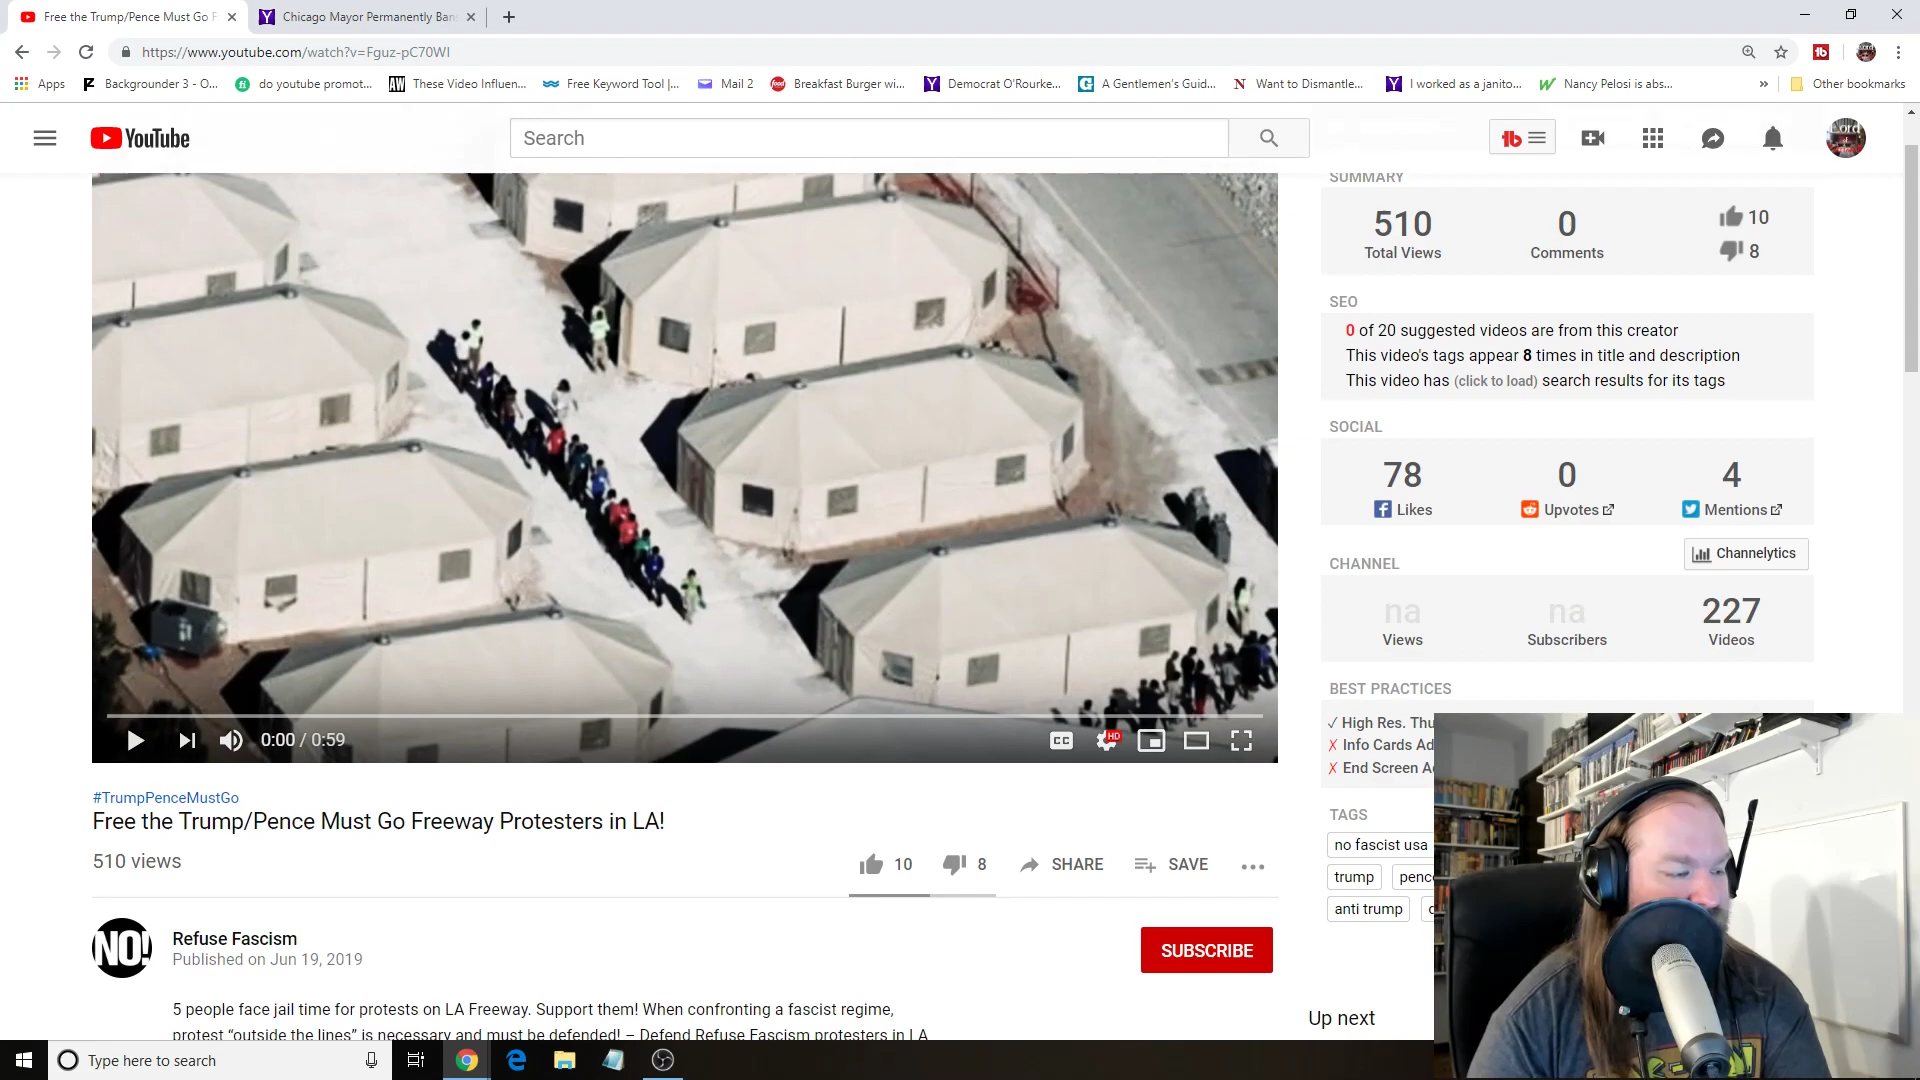 Free the Trump/Pence Must Go F
Chicago Mayor Permanently Ban
https://www.youtube.com/watch?v=Fguz-pC70WI
Apps
Backgrounder 3 - O...
do youtube promot...
These Video Influen...
Free Keyword Tool |...
Mail 2
Breakfast Burger wi...
Democrat O'Rourke...
A Gentlemen's Guid...
Want to Dismantle...
I worked as a janito...
Nancy Pelosi is abs...
Other bookmarks
YouTube
Search
SUMMARY
510
Total Views
0
Comments
10
8
SEO
0 of 20 suggested videos are from this creator
This video's tags appear 8 times in title and description
This video has (click to load) search results for its tags
SOCIAL
78
Likes
0
Upvotes
4
Mentions
CHANNEL
Channelytics
na
Views
na
Subscribers
227
Videos
BEST PRACTICES
High Res. Thu
Info Cards Ad
End Screen A
TAGS
no fascist usa
trump
penc
anti trump
0:00 / 0:59
CC
HD
#TrumpPenceMustGo
Free the Trump/Pence Must Go Freeway Protesters in LA!
510 views
10
8
SHARE
SAVE
NO!
Refuse Fascism
Published on Jun 19, 2019
SUBSCRIBE
5 people face jail time for protests on LA Freeway. Support them! When confronting a fascist regime,
protest “outside the lines” is necessary and must be defended! – Defend Refuse Fascism protesters in LA
Up next
Type here to search